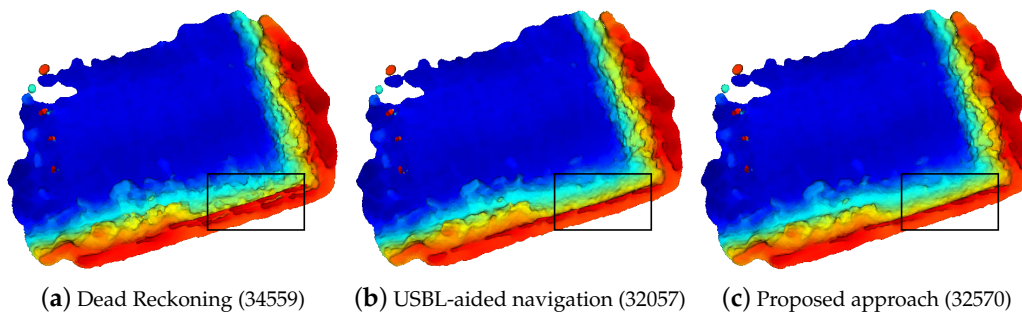 (a) Dead Reckoning (34559)
(b) USBL-aided navigation (32057)
(c) Proposed approach (32570)